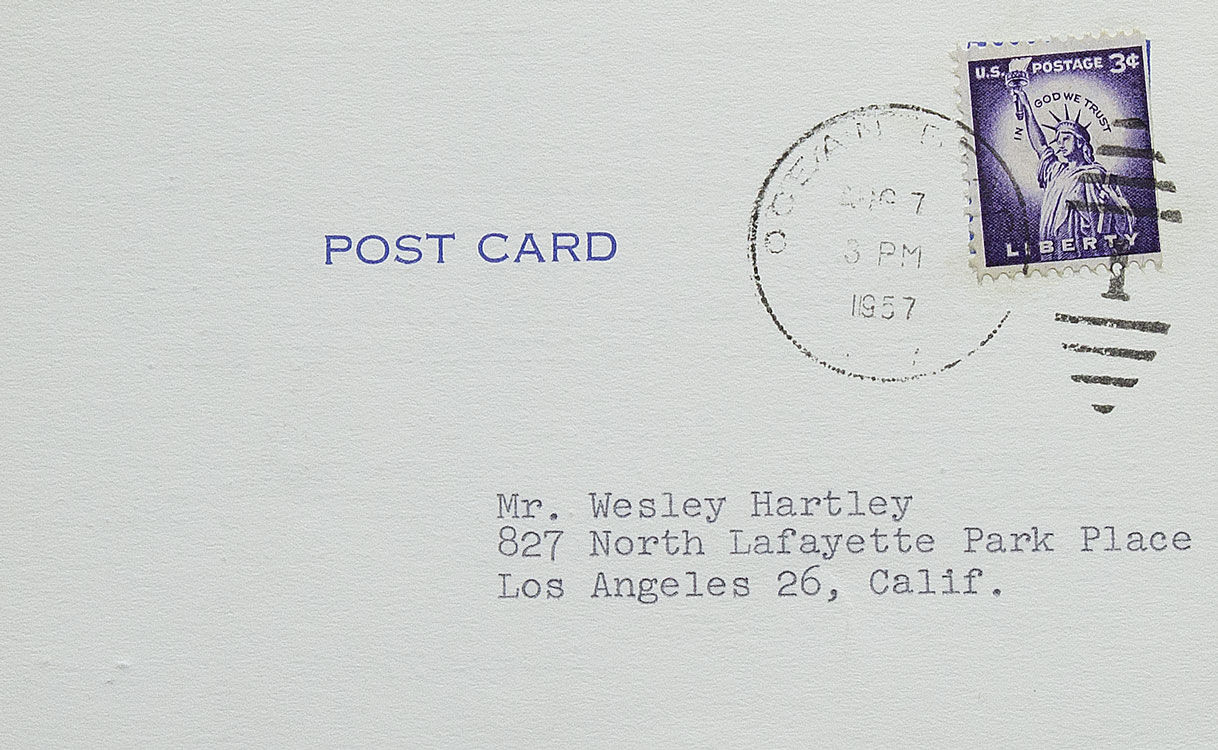 U.S. POSTAGE 3¢
IN GOD WE TRUST
LIBERTY
OCEAN
AUG 7
3 PM
1957
POST CARD
Mr. Wesley Hartley
827 North Lafayette Park Place
Los Angeles 26, Calif.